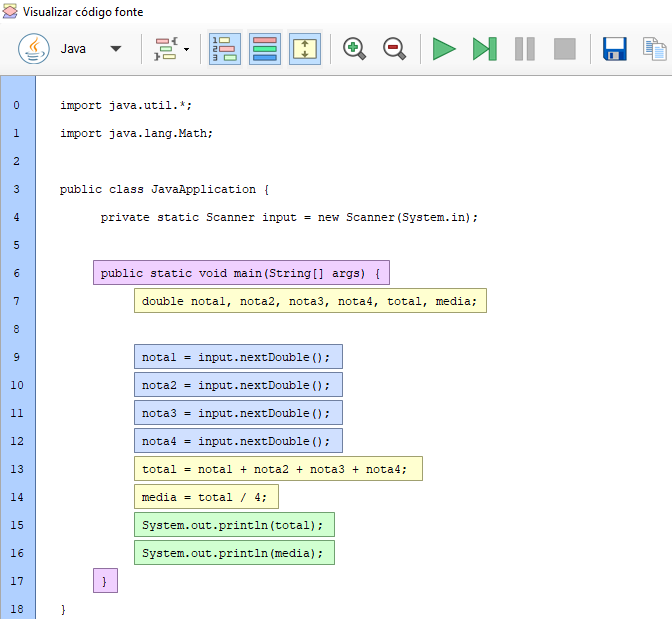 Visualizar código fonte
Java
0 import java.util.*;
1 import java.lang.Math;
2
3 public class JavaApplication {
4 private static Scanner input = new Scanner(System.in);
5
6 public static void main(String[] args) {
7 double nota1, nota2, nota3, nota4, total, media;
8
9 nota1 = input.nextDouble();
10 nota2 = input.nextDouble();
11 nota3 = input.nextDouble();
12 nota4 = input.nextDouble();
13 total = nota1 + nota2 + nota3 + nota4;
14 media = total / 4;
15 System.out.println(total);
16 System.out.println(media);
17 }
18 }